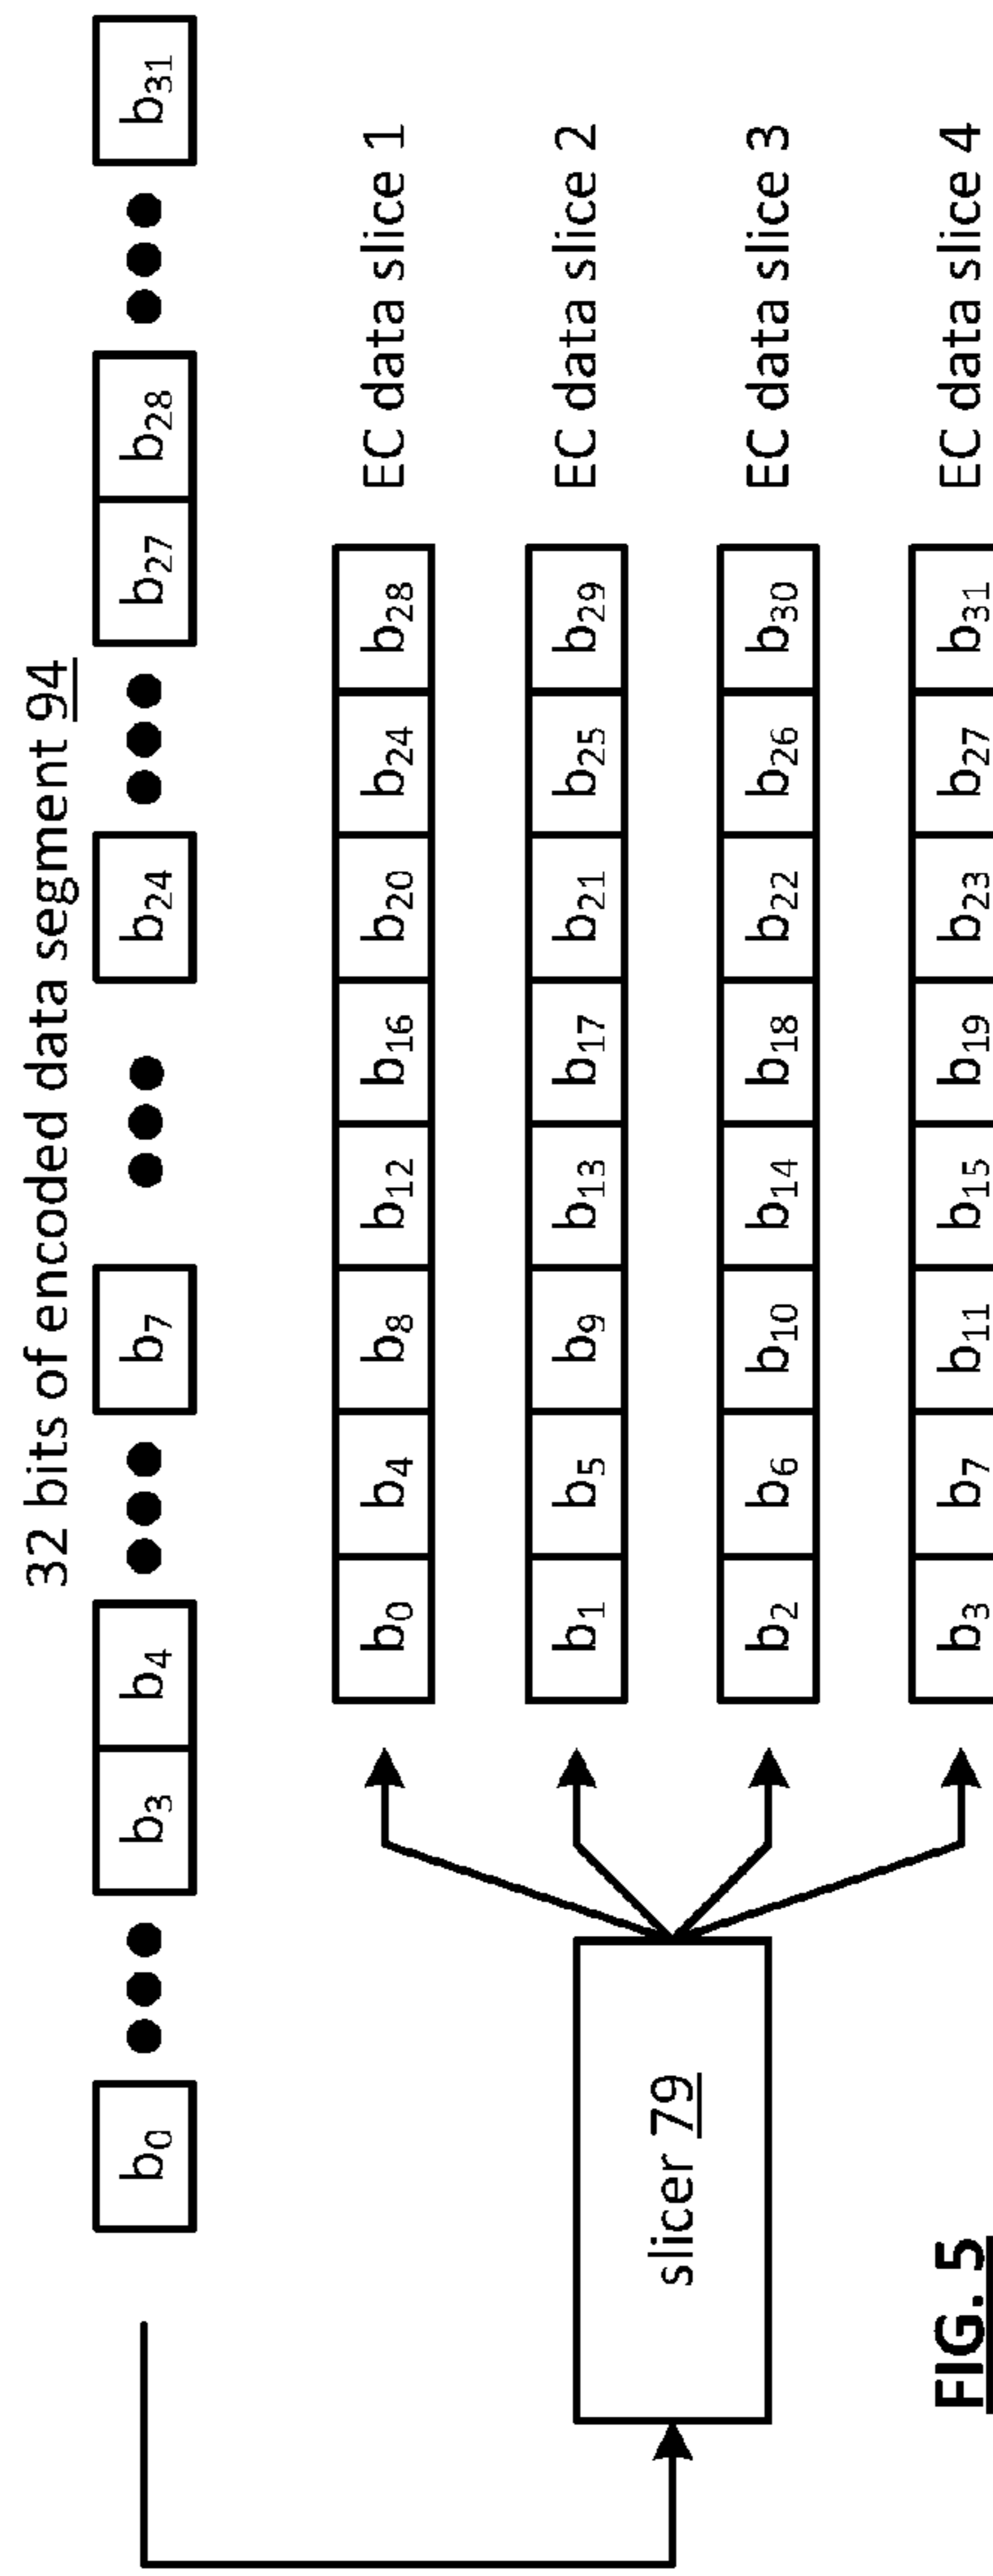 32 bits of encoded data segment 94
b0 b3 b4 b7 b24 b27 b28 b31
b0 b4 b8 b12 b16 b20 b24 b28 EC data slice 1
b1 b5 b9 b13 b17 b21 b25 b29 EC data slice 2
slicer 79
b2 b6 b10 b14 b18 b22 b26 b30 EC data slice 3
b3 b7 b11 b15 b19 b23 b27 b31 EC data slice 4
FIG. 5